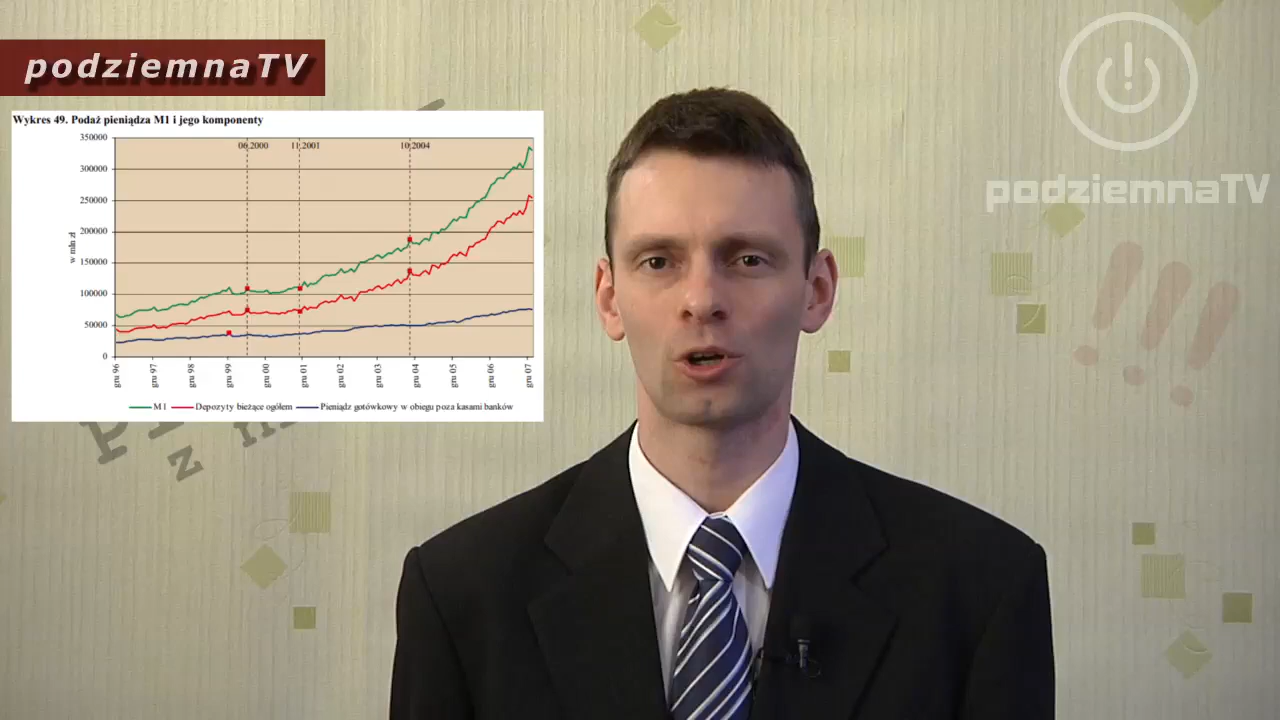 podziemnaTV
podziemnaTV
Wykres 49. Podaż pieniądza M1 i jego komponenty
350000
300000
250000
200000
150000
100000
50000
0
w mln zł
06.2000
11.2001
10.2004
gru 96
gru 97
gru 98
gru 99
gru 00
gru 01
gru 02
gru 03
gru 04
gru 05
gru 06
gru 07
M1 Depozyty bieżące ogółem Pieniądz gotówkowy w obiegu poza kasami banków
!!!